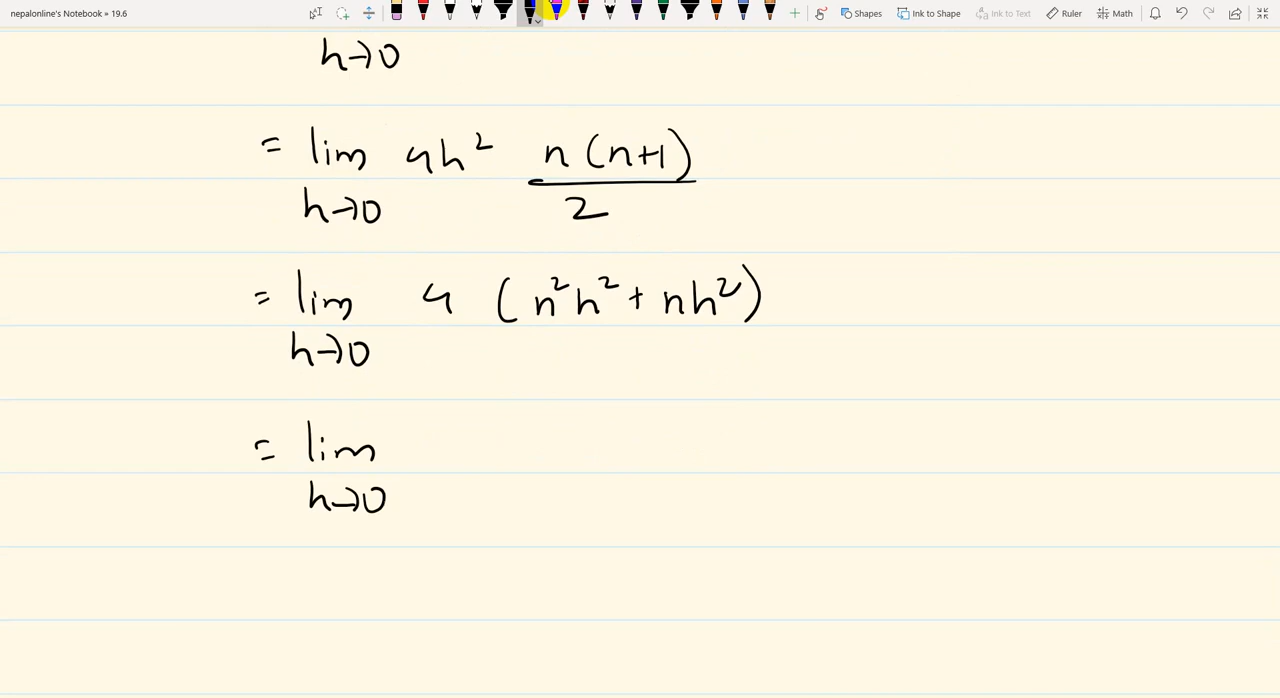 nepalonline's Notebook » 19.6
Shapes Ink to Shape Ink to Text Ruler Math
h→0
= lim 4h² n(n+1)
h→0 2
= lim 4 (n²h² + nh²)
h→0
= lim
h→0